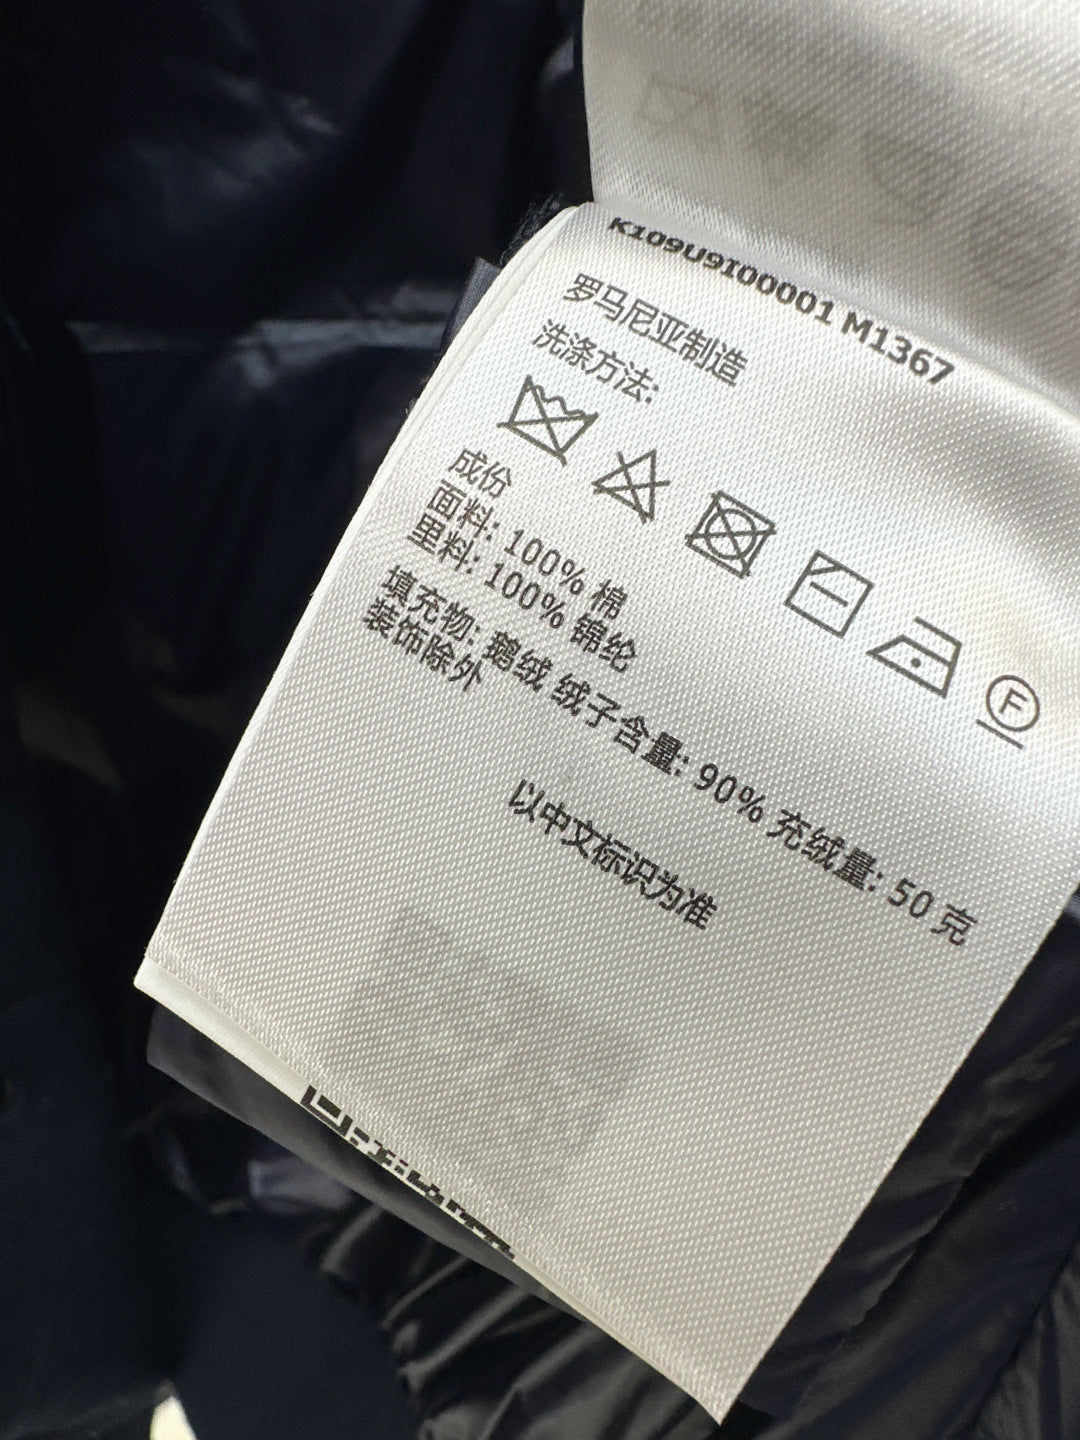 K109U9I00001 M1367
罗马尼亚制造
洗涤方法:
F
成份
面料: 100% 棉
里料: 100% 锦纶
填充物: 鹅绒 绒子含量: 90% 充绒量: 50 克
装饰除外
以中文标识为准